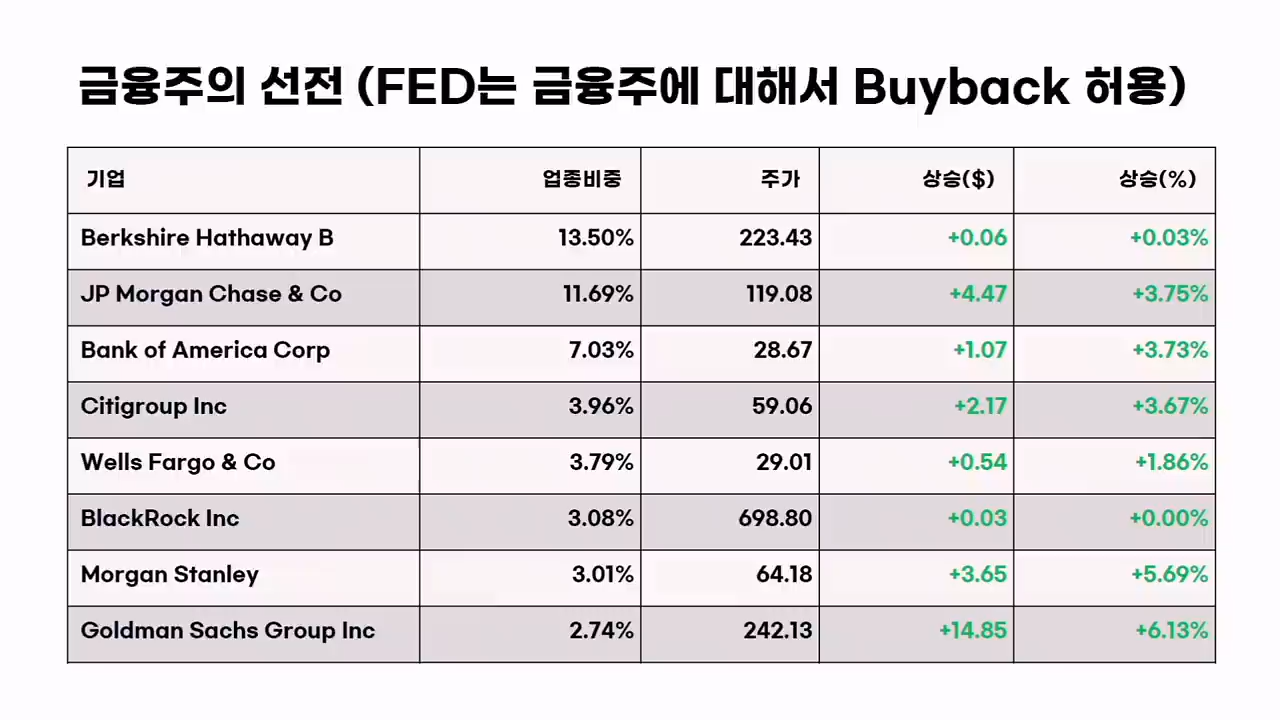 금융주의 선전 (FED는 금융주에 대해서 Buyback 허용)
기업 업종비중 주가 상승($) 상승(%)
Berkshire Hathaway B 13.50% 223.43 +0.06 +0.03%
JP Morgan Chase & Co 11.69% 119.08 +4.47 +3.75%
Bank of America Corp 7.03% 28.67 +1.07 +3.73%
Citigroup Inc 3.96% 59.06 +2.17 +3.67%
Wells Fargo & Co 3.79% 29.01 +0.54 +1.86%
BlackRock Inc 3.08% 698.80 +0.03 +0.00%
Morgan Stanley 3.01% 64.18 +3.65 +5.69%
Goldman Sachs Group Inc 2.74% 242.13 +14.85 +6.13%